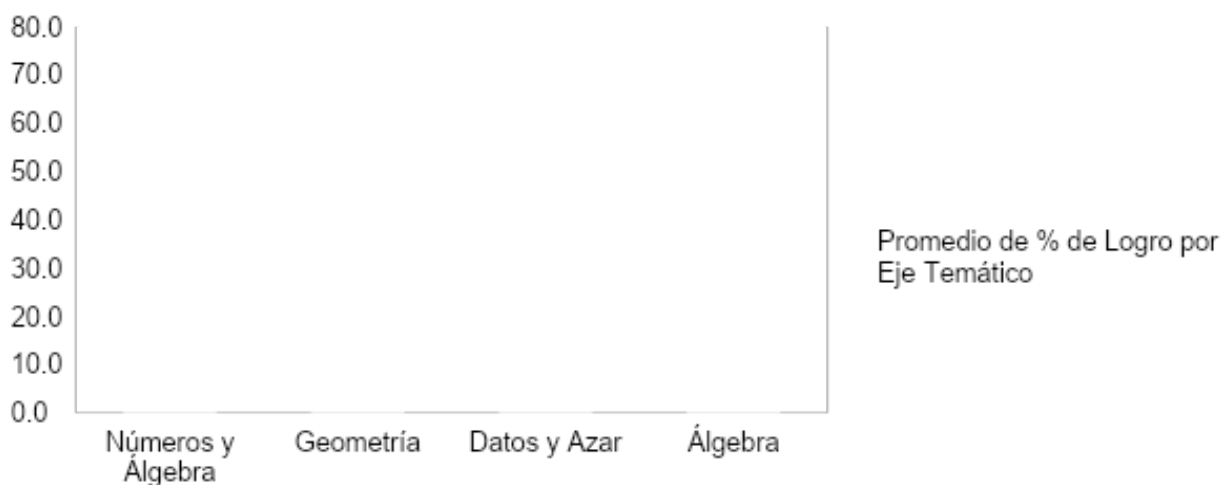 80.0
70.0
60.0
50.0
40.0
30.0
20.0
10.0
0.0
Números y
Álgebra
Geometría
Datos y Azar
Álgebra
Promedio de % de Logro por
Eje Temático